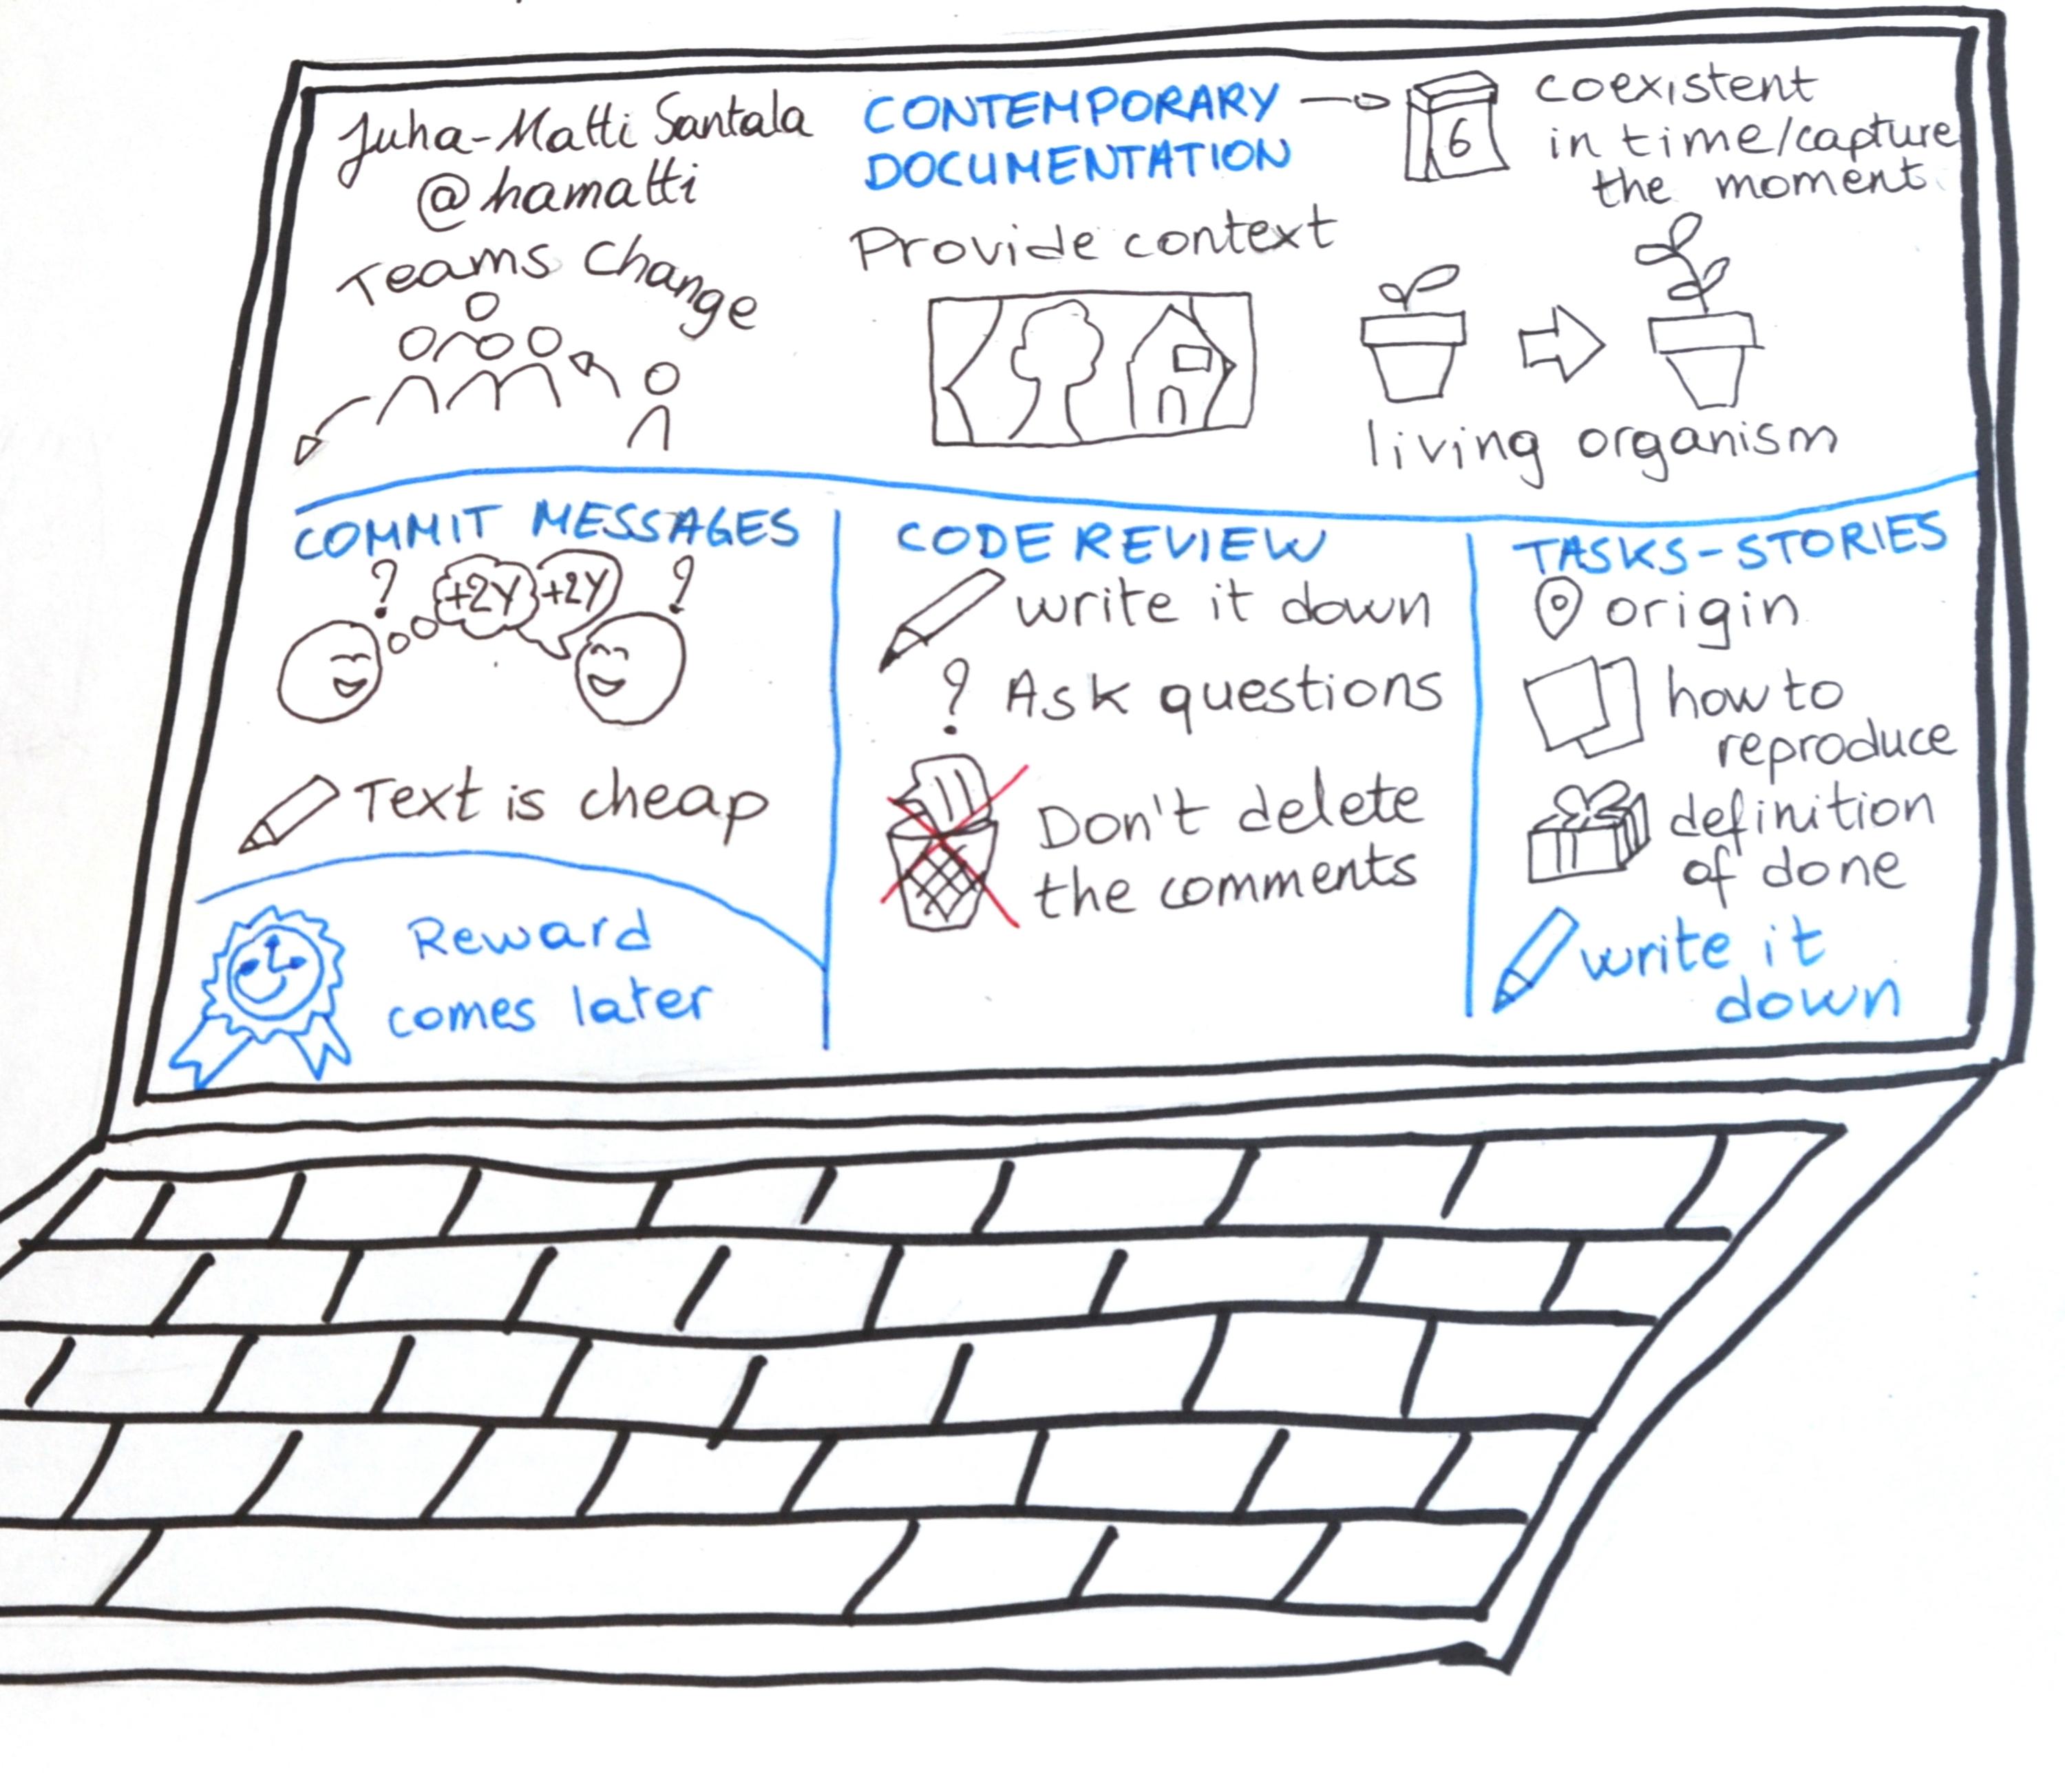 Juha-Matti Santala
@hamatti
Teams change
CONTEMPORARY
DOCUMENTATION
6
coexistent
in time/capture
the moment
Provide context
living organism
COMMIT MESSAGES
? +2Y +2Y ?
Text is cheap
Reward
comes later
CODE REVIEW
write it down
? Ask questions
Don't delete
the comments
TASKS-STORIES
origin
how to
reproduce
definition
of done
write it
down